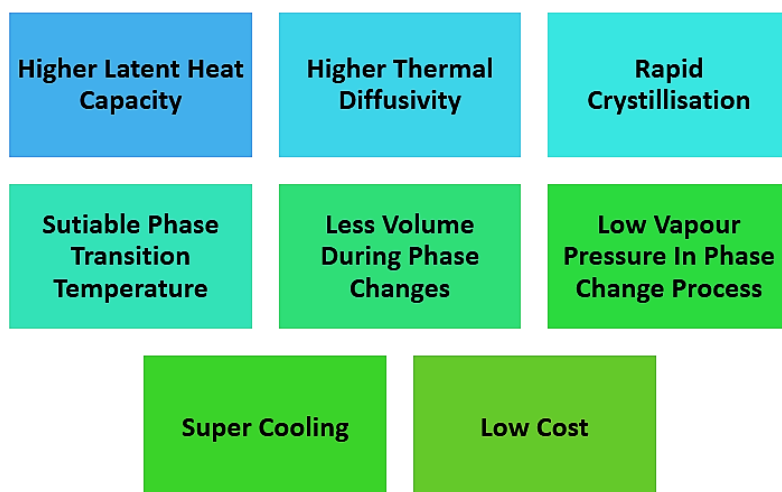 Higher Latent Heat
Capacity
Higher Thermal
Diffusivity
Rapid
Crystillisation
Sutiable Phase
Transition
Temperature
Less Volume
During Phase
Changes
Low Vapour
Pressure In Phase
Change Process
Super Cooling
Low Cost